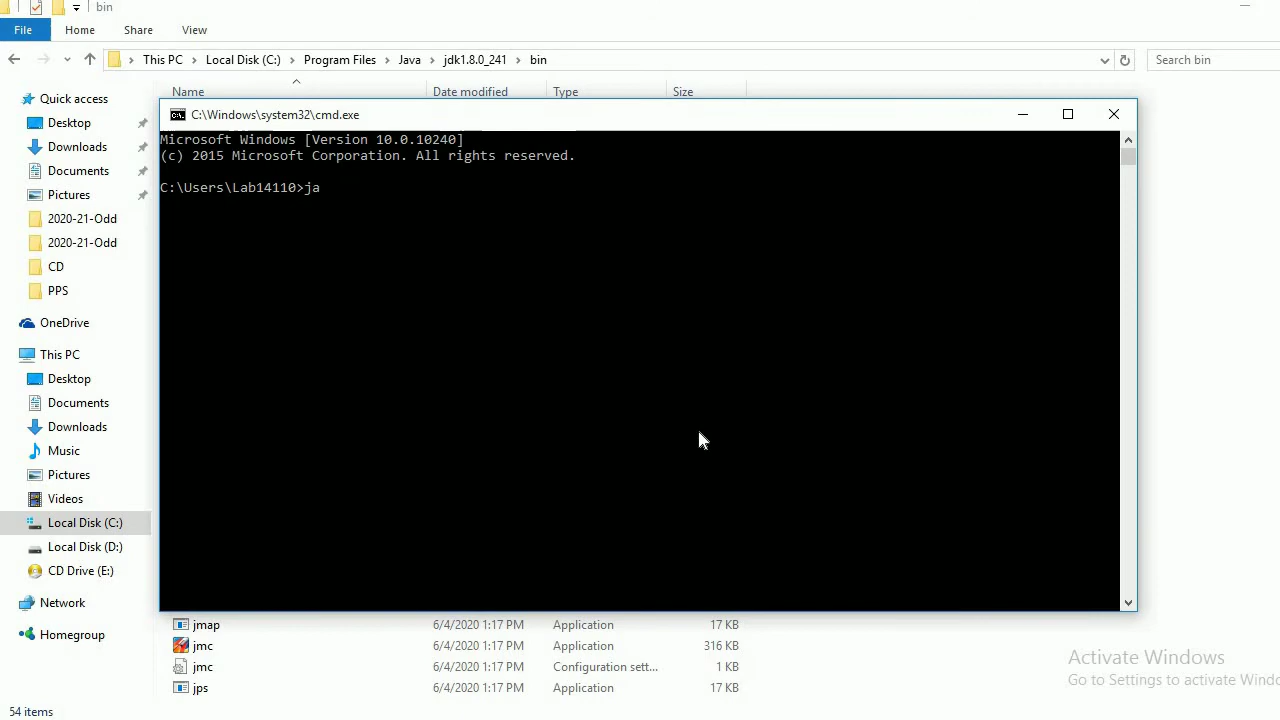 bin
File Home Share View
This PC Local Disk (C:) Program Files Java jdk1.8.0_241 bin Search bin
Name Date modified Type Size
Quick access
Desktop
Downloads
Documents
Pictures
2020-21-Odd
2020-21-Odd
CD
PPS
OneDrive
This PC
Desktop
Documents
Downloads
Music
Pictures
Videos
Local Disk (C:)
Local Disk (D:)
CD Drive (E:)
Network
Homegroup
C:\Windows\system32\cmd.exe
Microsoft Windows [Version 10.0.10240]
(c) 2015 Microsoft Corporation. All rights reserved.
C:\Users\Lab14110>ja
jmap 6/4/2020 1:17 PM Application 17 KB
jmc 6/4/2020 1:17 PM Application 316 KB
jmc 6/4/2020 1:17 PM Configuration sett... 1 KB
jps 6/4/2020 1:17 PM Application 17 KB
Activate Windows
Go to Settings to activate Windo
54 items